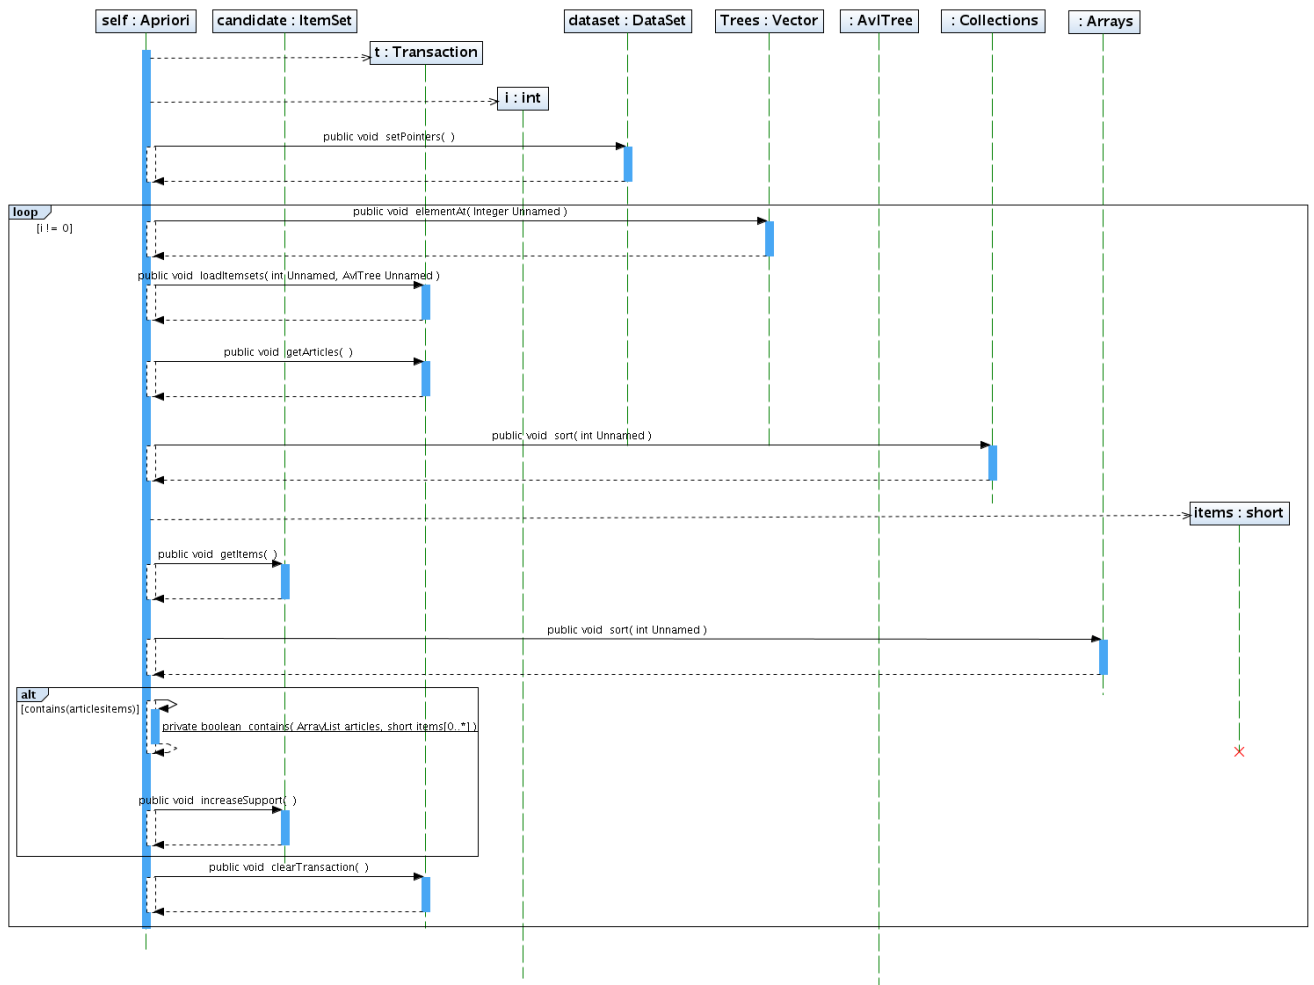 self : Apriori
candidate : ItemSet
dataset : DataSet
Trees : Vector
: AvlTree
: Collections
: Arrays
t : Transaction
i : int
public void setPointers( )
loop
public void elementAt( Integer Unnamed )
[i != 0]
public void loadItemsets( int Unnamed, AvlTree Unnamed )
public void getArticles( )
public void sort( int Unnamed )
items : short
public void getItems( )
public void sort( int Unnamed )
alt
[contains(articlesitems)]
private boolean contains( ArrayList articles, short items[0..*] )
public void increaseSupport( )
public void clearTransaction( )